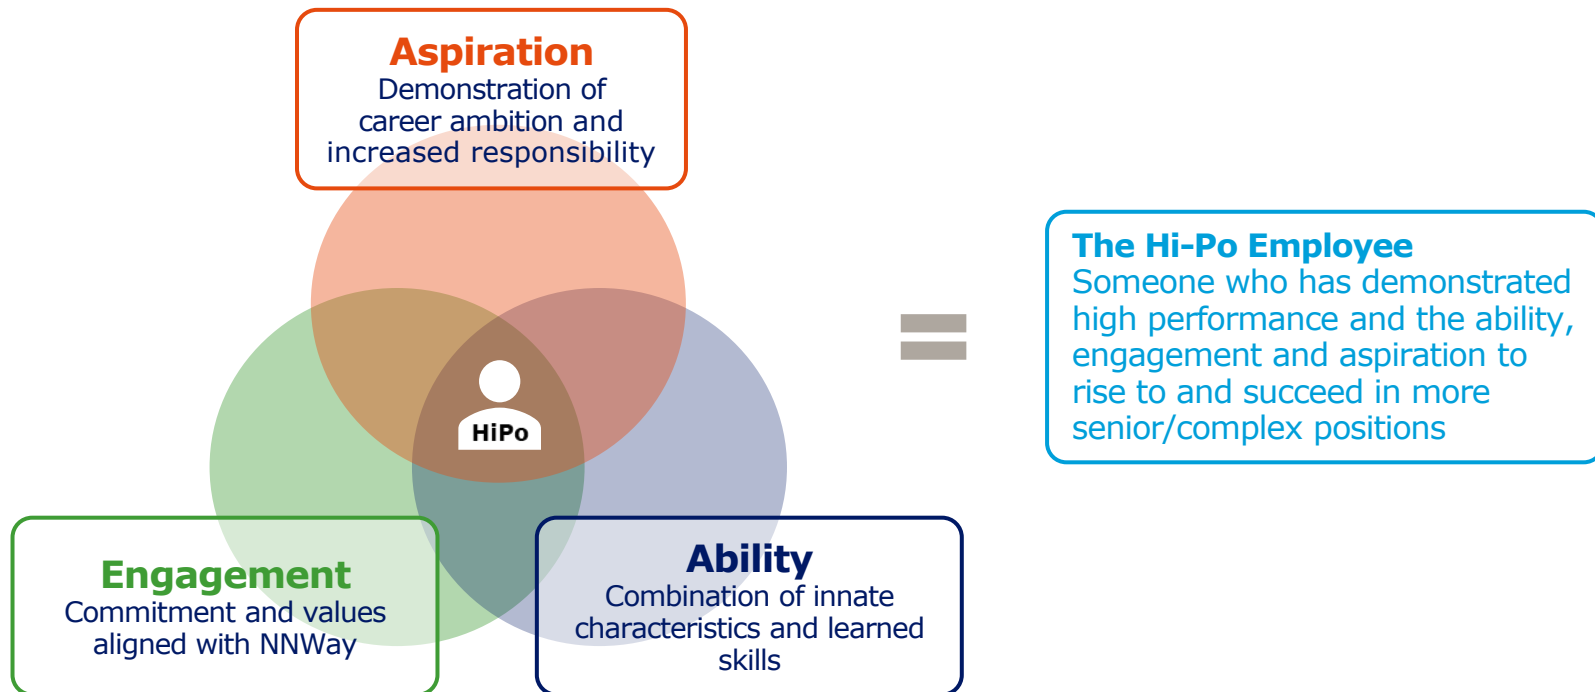 Aspiration
Demonstration of
career ambition and
increased responsibility
HiPo
Engagement
Commitment and values
aligned with NNWay
Ability
Combination of innate
characteristics and learned
skills
The Hi-Po Employee
Someone who has demonstrated
high performance and the ability,
engagement and aspiration to
rise to and succeed in more
senior/complex positions